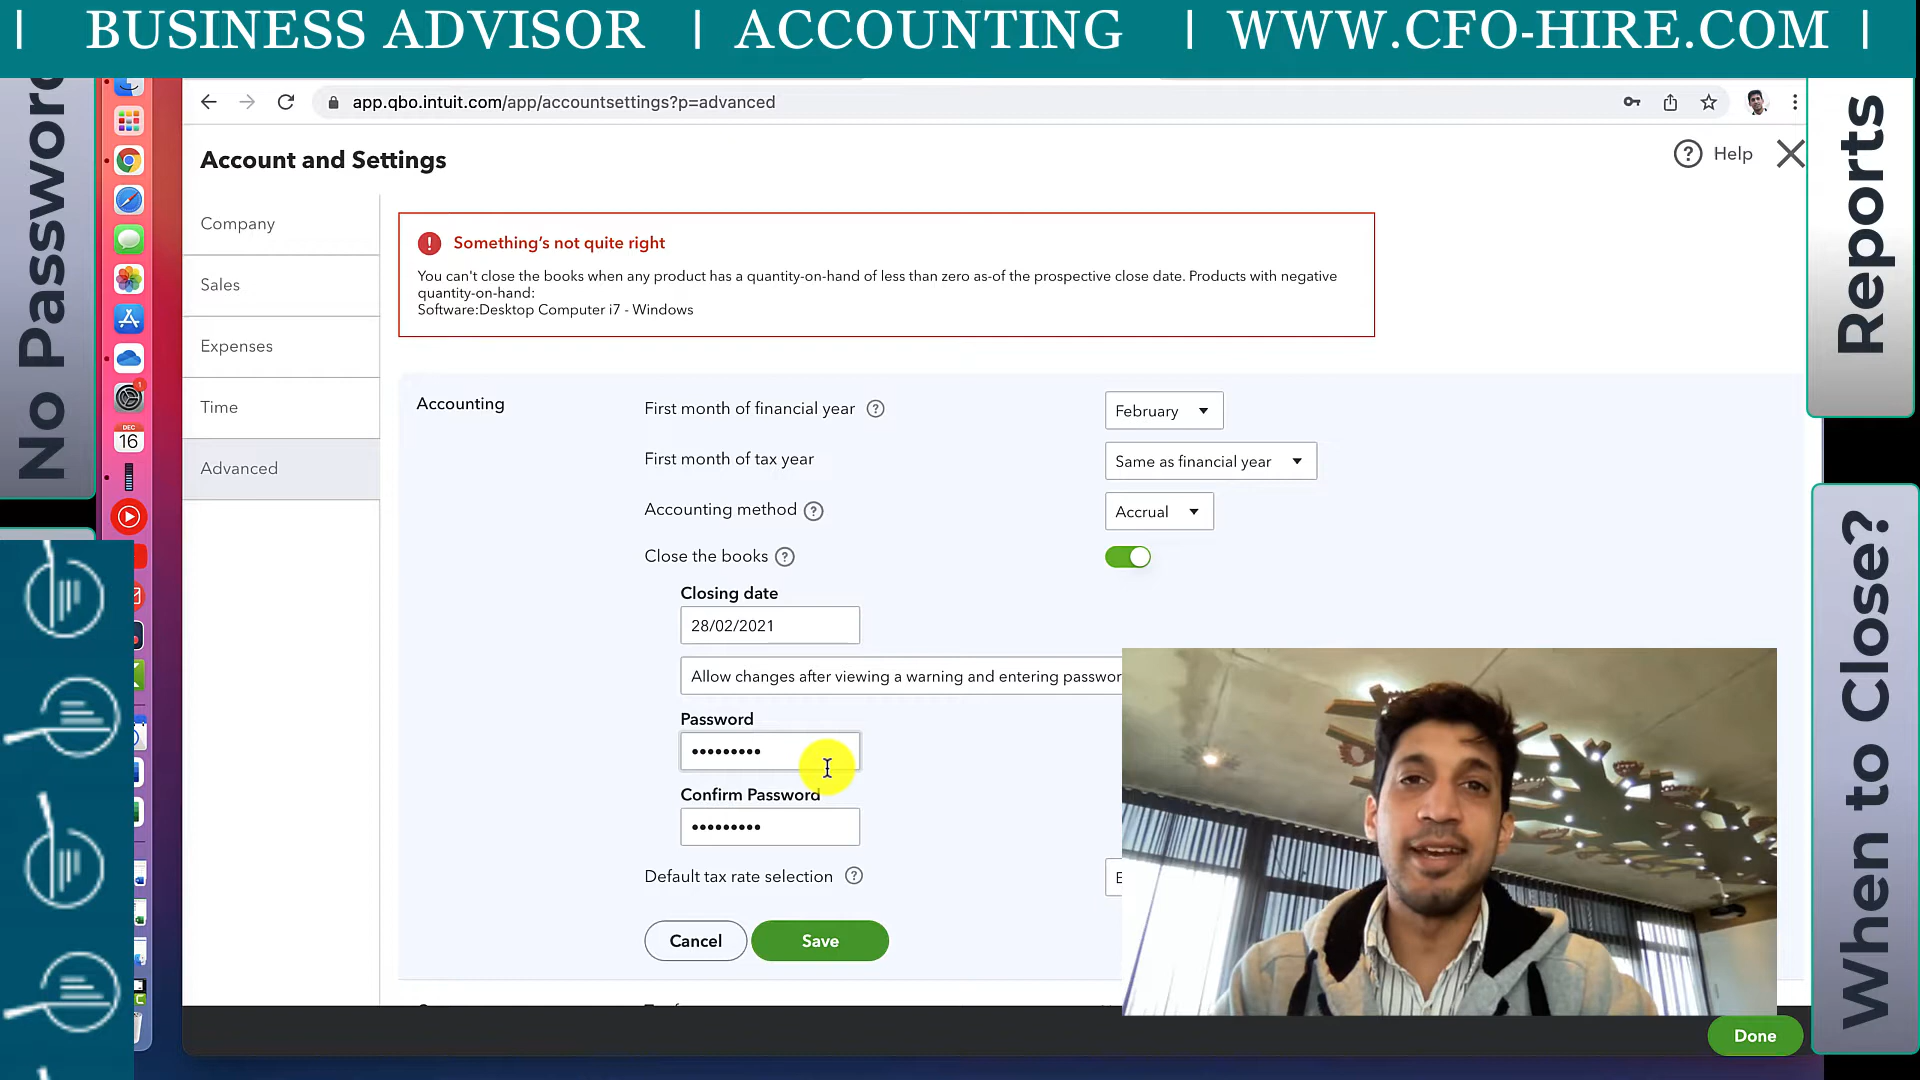 | BUSINESS ADVISOR | ACCOUNTING | WWW.CFO-HIRE.COM |
No Password
app.qbo.intuit.com/app/accountsettings?p=advanced
Account and Settings
Help
Company
Sales
Expenses
Time
Advanced
Something's not quite right
You can't close the books when any product has a quantity-on-hand of less than zero as-of the prospective close date. Products with negative
quantity-on-hand:
Software:Desktop Computer i7 - Windows
Accounting
First month of financial year
February
First month of tax year
Same as financial year
Accounting method
Accrual
Close the books
Closing date
28/02/2021
Allow changes after viewing a warning and entering passwor
Password
•••••••••
Confirm Password
•••••••••
Default tax rate selection
E
Cancel
Save
Done
DEC
16
1
Reports
When to Close?